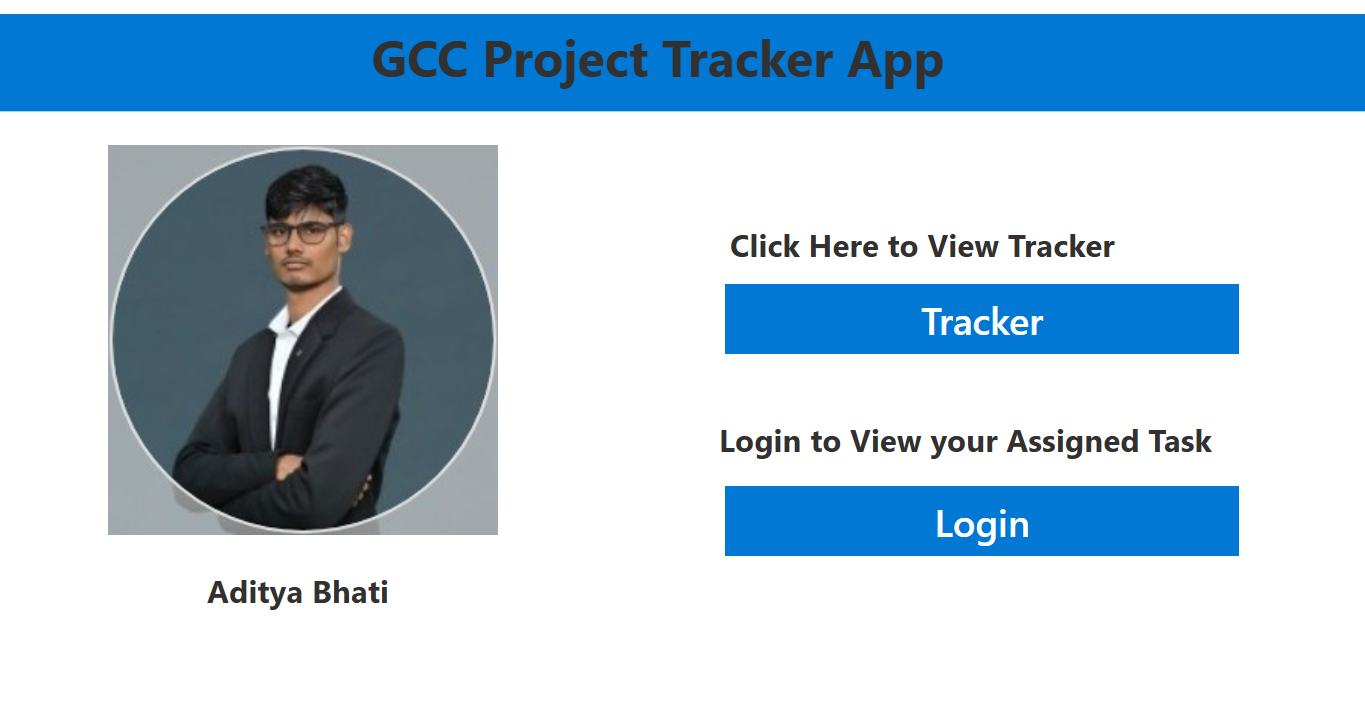 GCC Project Tracker App
Click Here to View Tracker
Tracker
Login to View your Assigned Task
Login
Aditya Bhati